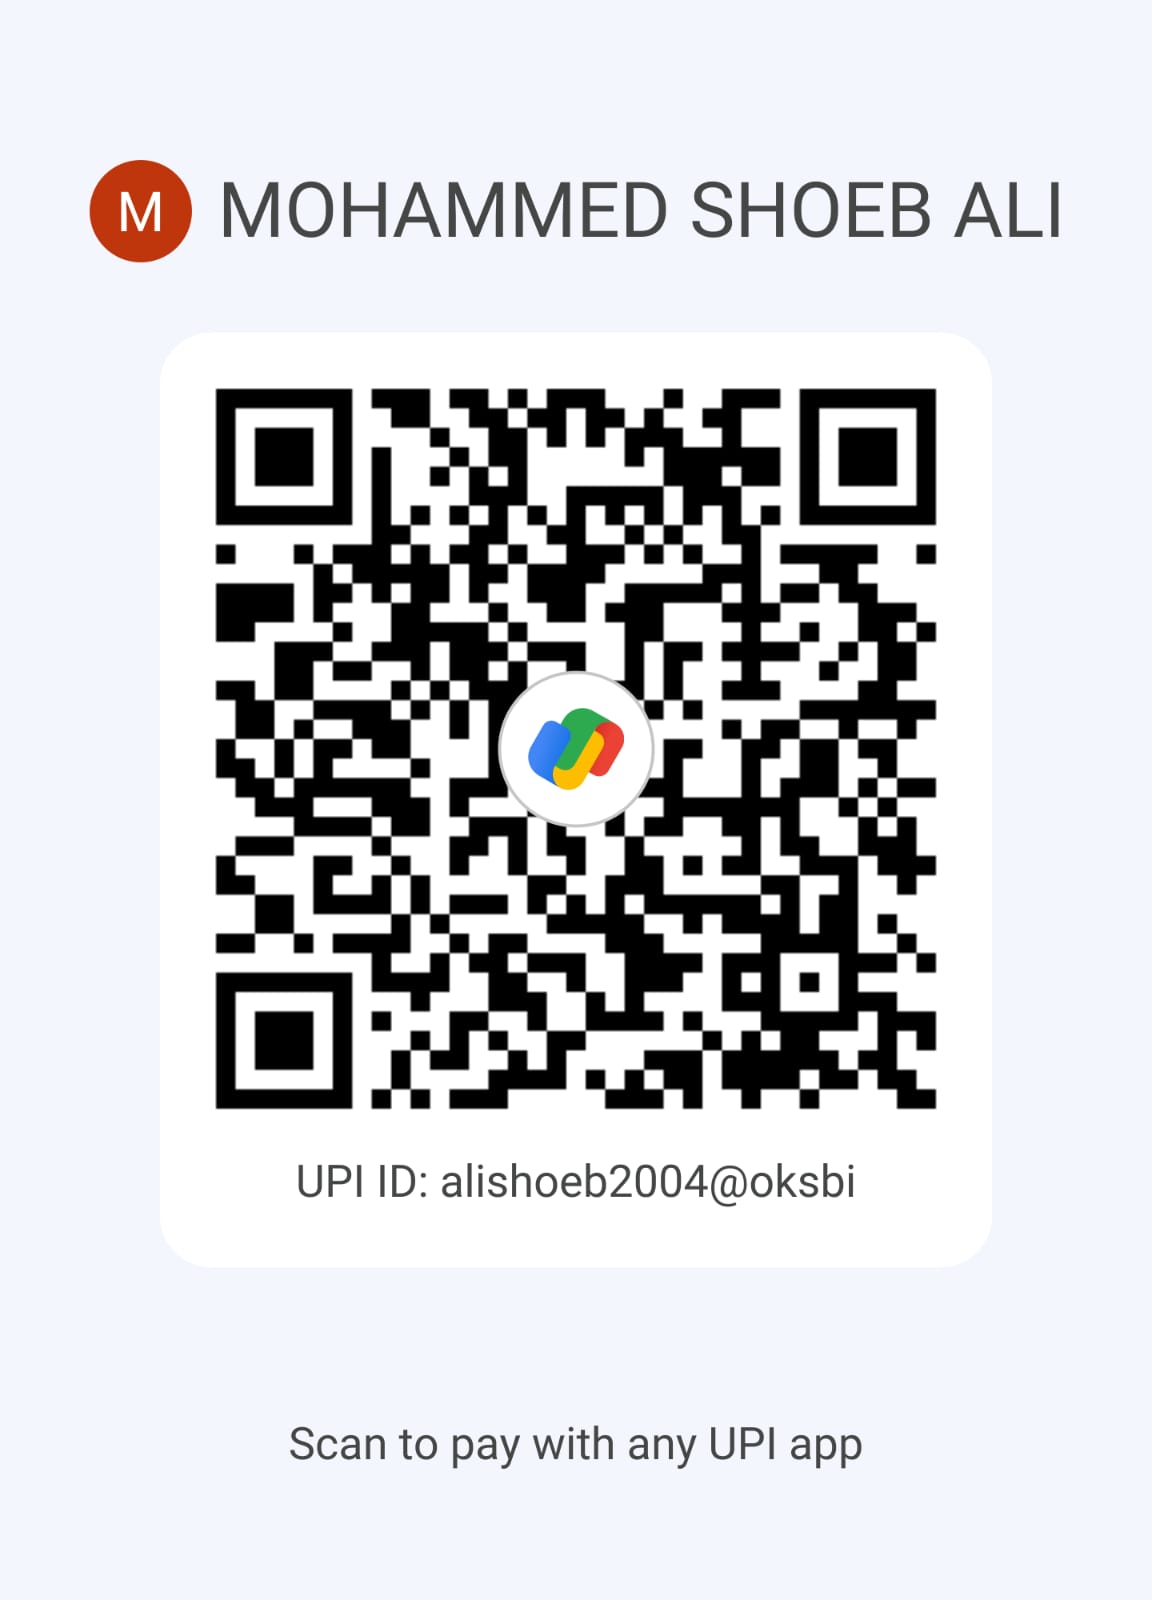 M MOHAMMED SHOEB ALI
UPI ID: alishoeb2004@oksbi
Scan to pay with any UPI app